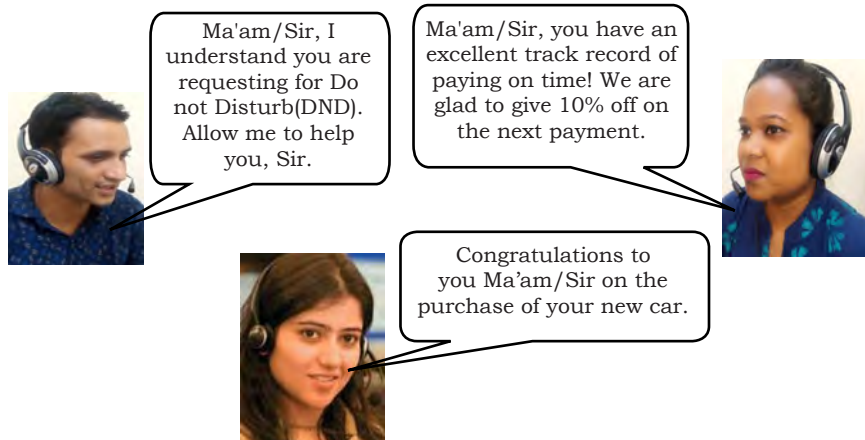 Ma'am/Sir, I
understand you are
requesting for Do
not Disturb(DND).
Allow me to help
you, Sir.
Ma'am/Sir, you have an
excellent track record of
paying on time! We are
glad to give 10% off on
the next payment.
Congratulations to
you Ma’am/Sir on the
purchase of your new car.